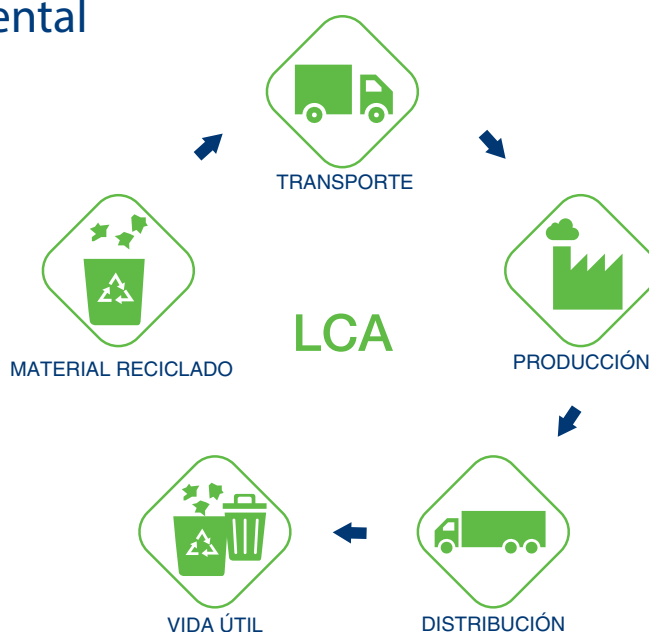 ental
TRANSPORTE
MATERIAL RECICLADO
LCA
PRODUCCIÓN
VIDA ÚTIL
DISTRIBUCIÓN